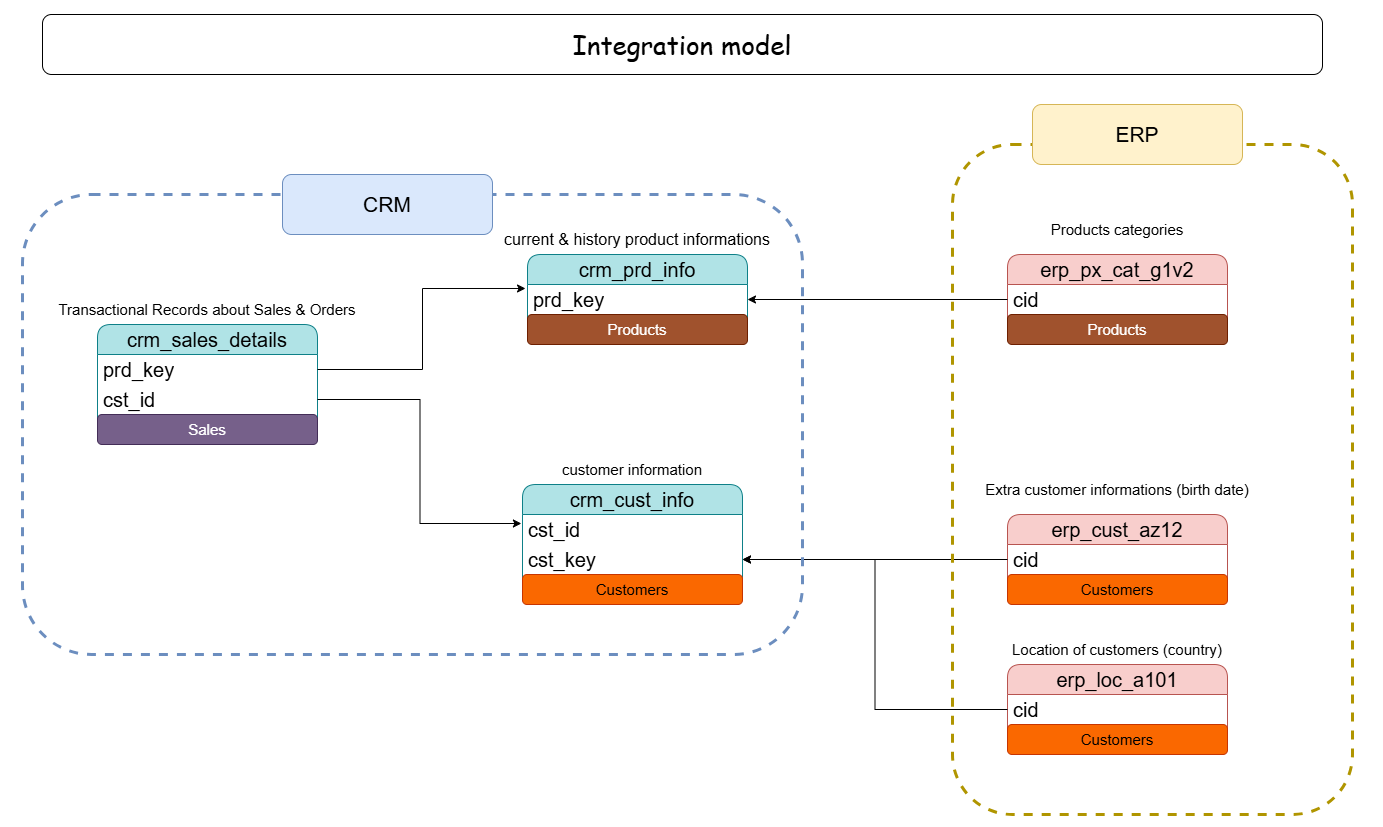 Integration model
ERP
CRM
Products categories
current & history product informations
erp_px_cat_g1v2
cid
Products
crm_prd_info
prd_key
Products
Transactional Records about Sales & Orders
crm_sales_details
prd_key
cst_id
Sales
customer information
crm_cust_info
cst_id
cst_key
Customers
Extra customer informations (birth date)
erp_cust_az12
cid
Customers
Location of customers (country)
erp_loc_a101
cid
Customers